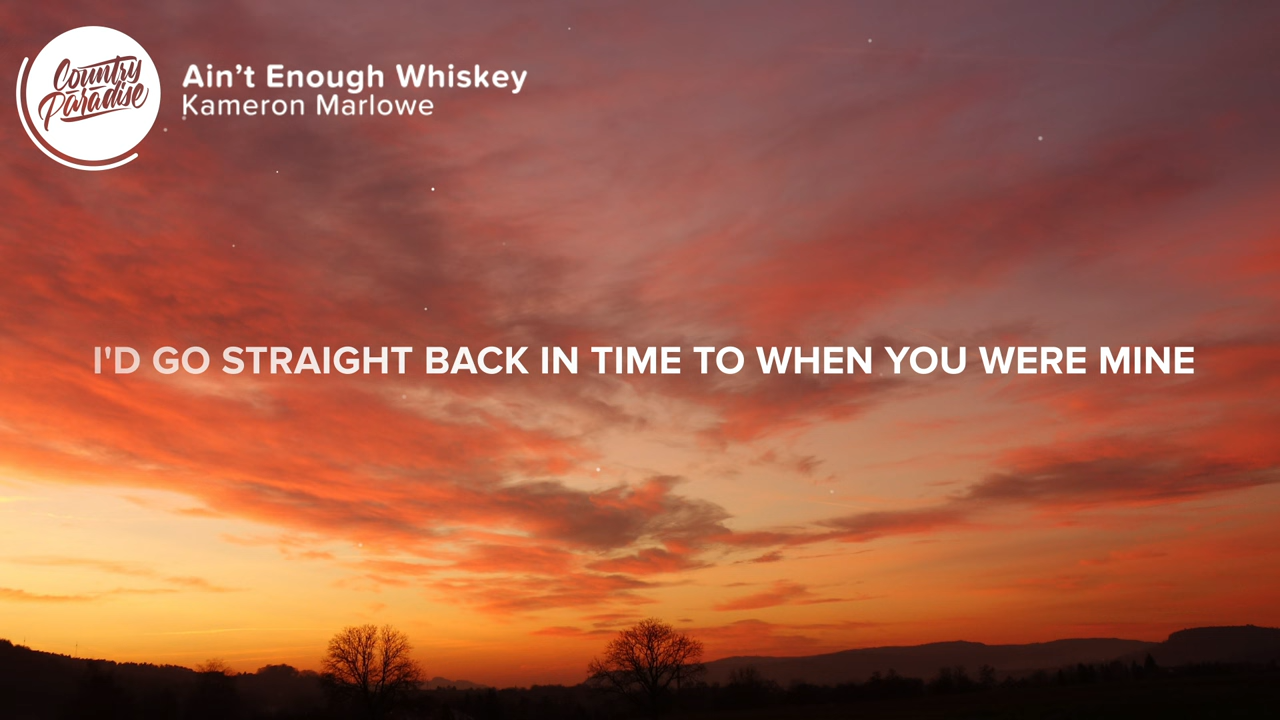 Country
Paradise
Ain’t Enough Whiskey
Kameron Marlowe
I'D GO STRAIGHT BACK IN TIME TO WHEN YOU WERE MINE